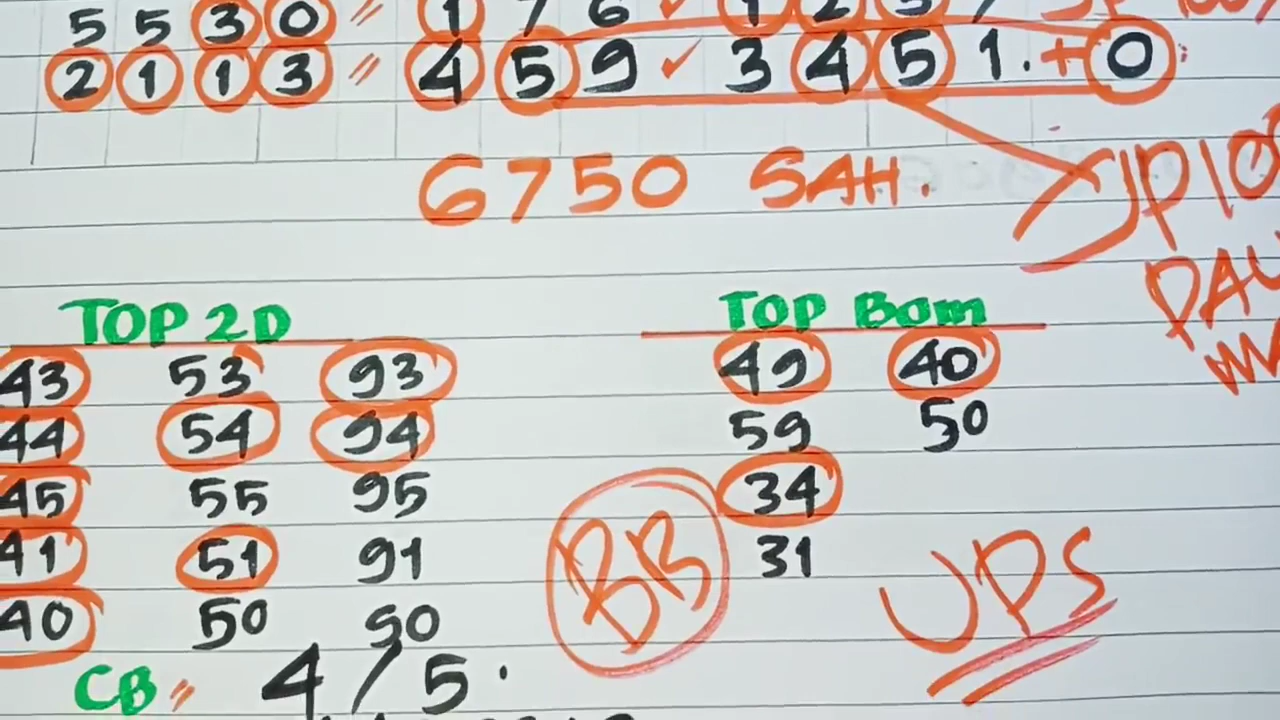 5 5 3 0 = 1 7 6 ✓ 1 2 3 7
2 1 1 3 = 4 5 9 ✓ 3 4 5 1 . + 0 :
6750 SAH.
TOP 2D
TOP Bom
43 53 93
44 54 94
45 55 95
41 51 91
40 50 90
49 40
59 50
34
31
BB
UPS
CB = 4 / 5 .